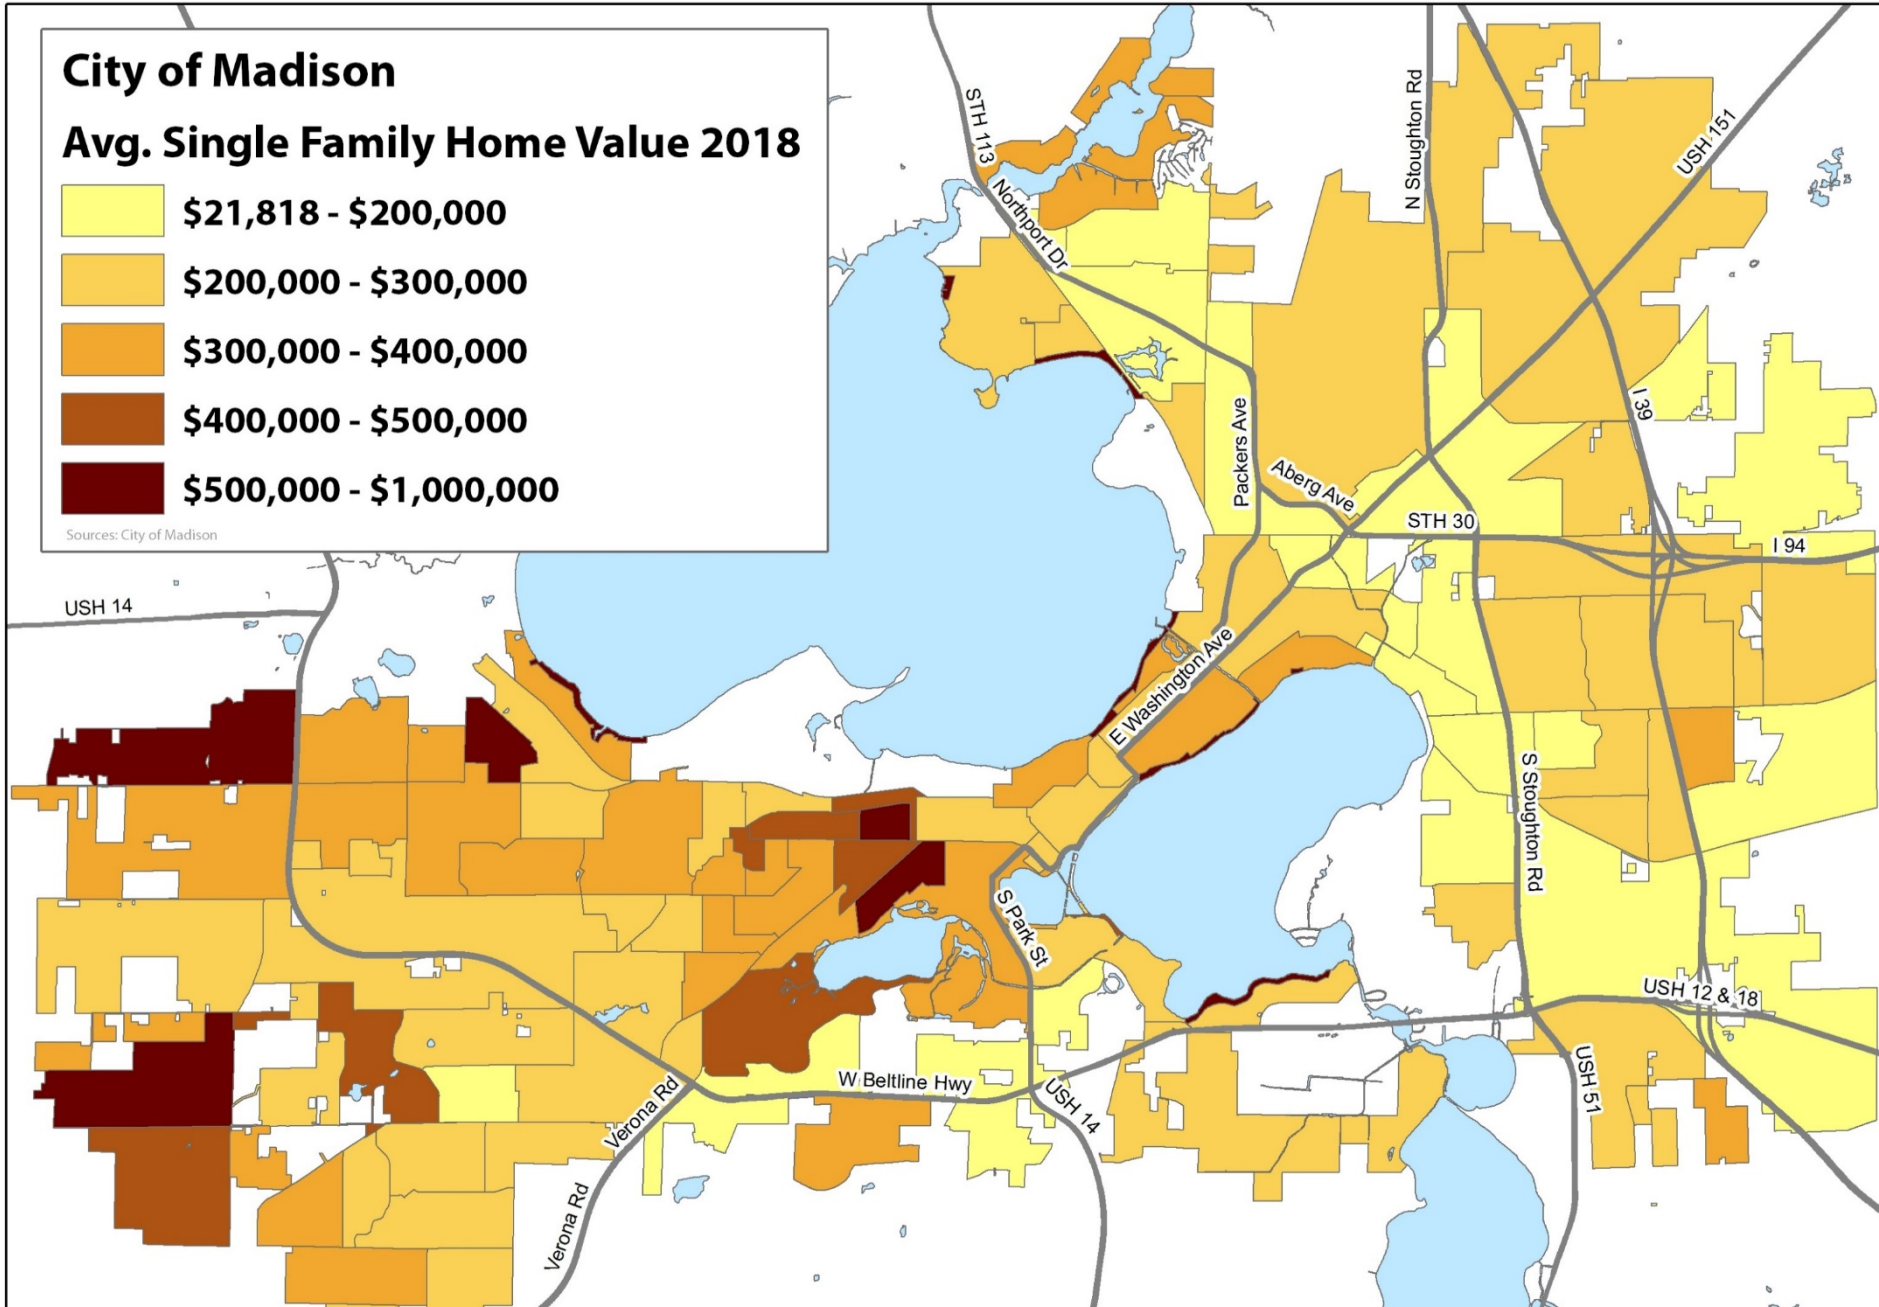 City of Madison
Avg. Single Family Home Value 2018
$21,818 - $200,000
$200,000 - $300,000
$300,000 - $400,000
$400,000 - $500,000
$500,000 - $1,000,000
Sources: City of Madison
STH 113
Northport Dr
N Stoughton Rd
USH 151
I 39
Packers Ave
Aberg Ave
STH 30
I 94
USH 14
E Washington Ave
S Stoughton Rd
S Park St
USH 12 & 18
W Beltline Hwy
USH 14
USH 51
Verona Rd
Verona Rd